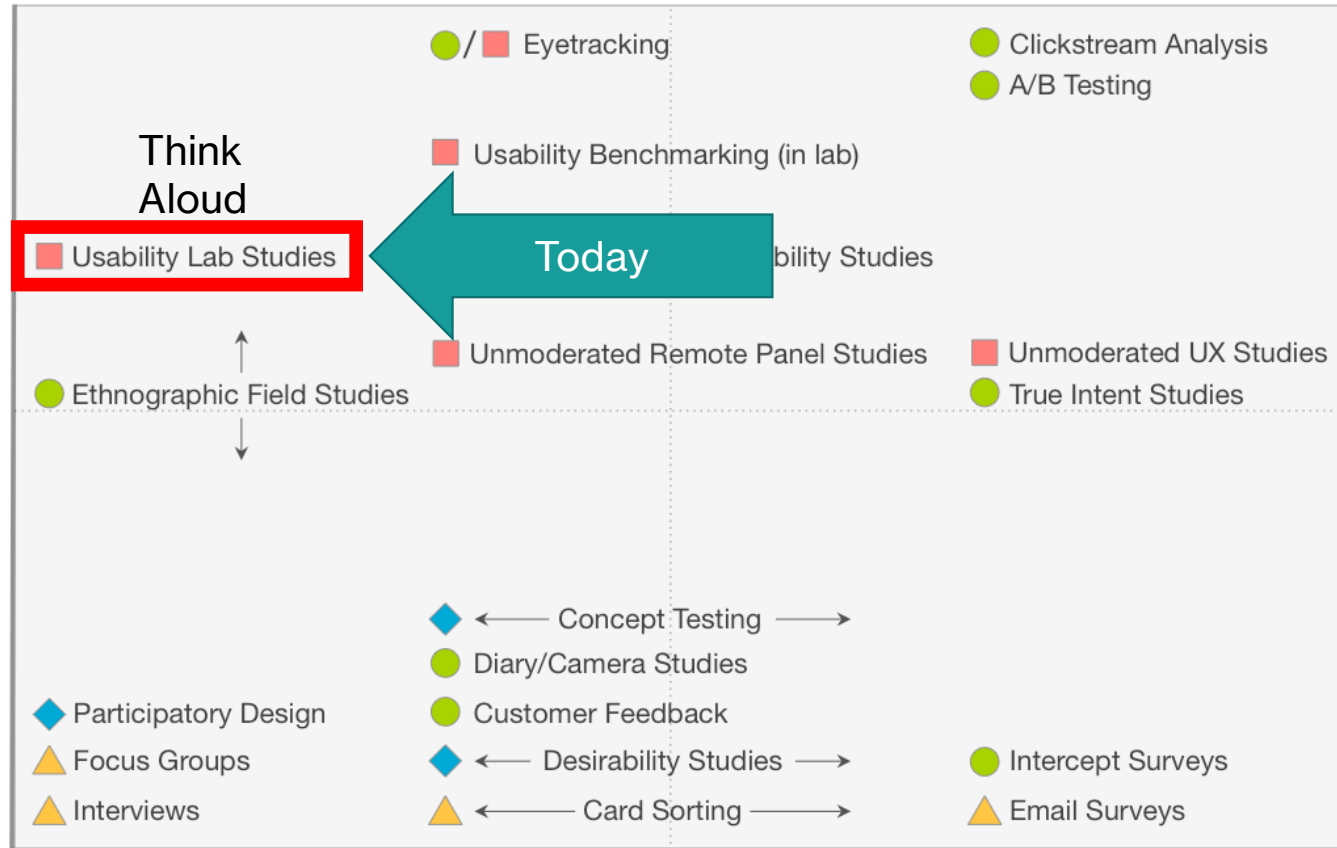 Eyetracking
Clickstream Analysis
A/B Testing
Think
Aloud
Usability Benchmarking (in lab)
Usability Lab Studies
Today
bility Studies
Unmoderated Remote Panel Studies
Unmoderated UX Studies
Ethnographic Field Studies
True Intent Studies
Concept Testing
Diary/Camera Studies
Participatory Design
Customer Feedback
Focus Groups
Desirability Studies
Intercept Surveys
Interviews
Card Sorting
Email Surveys